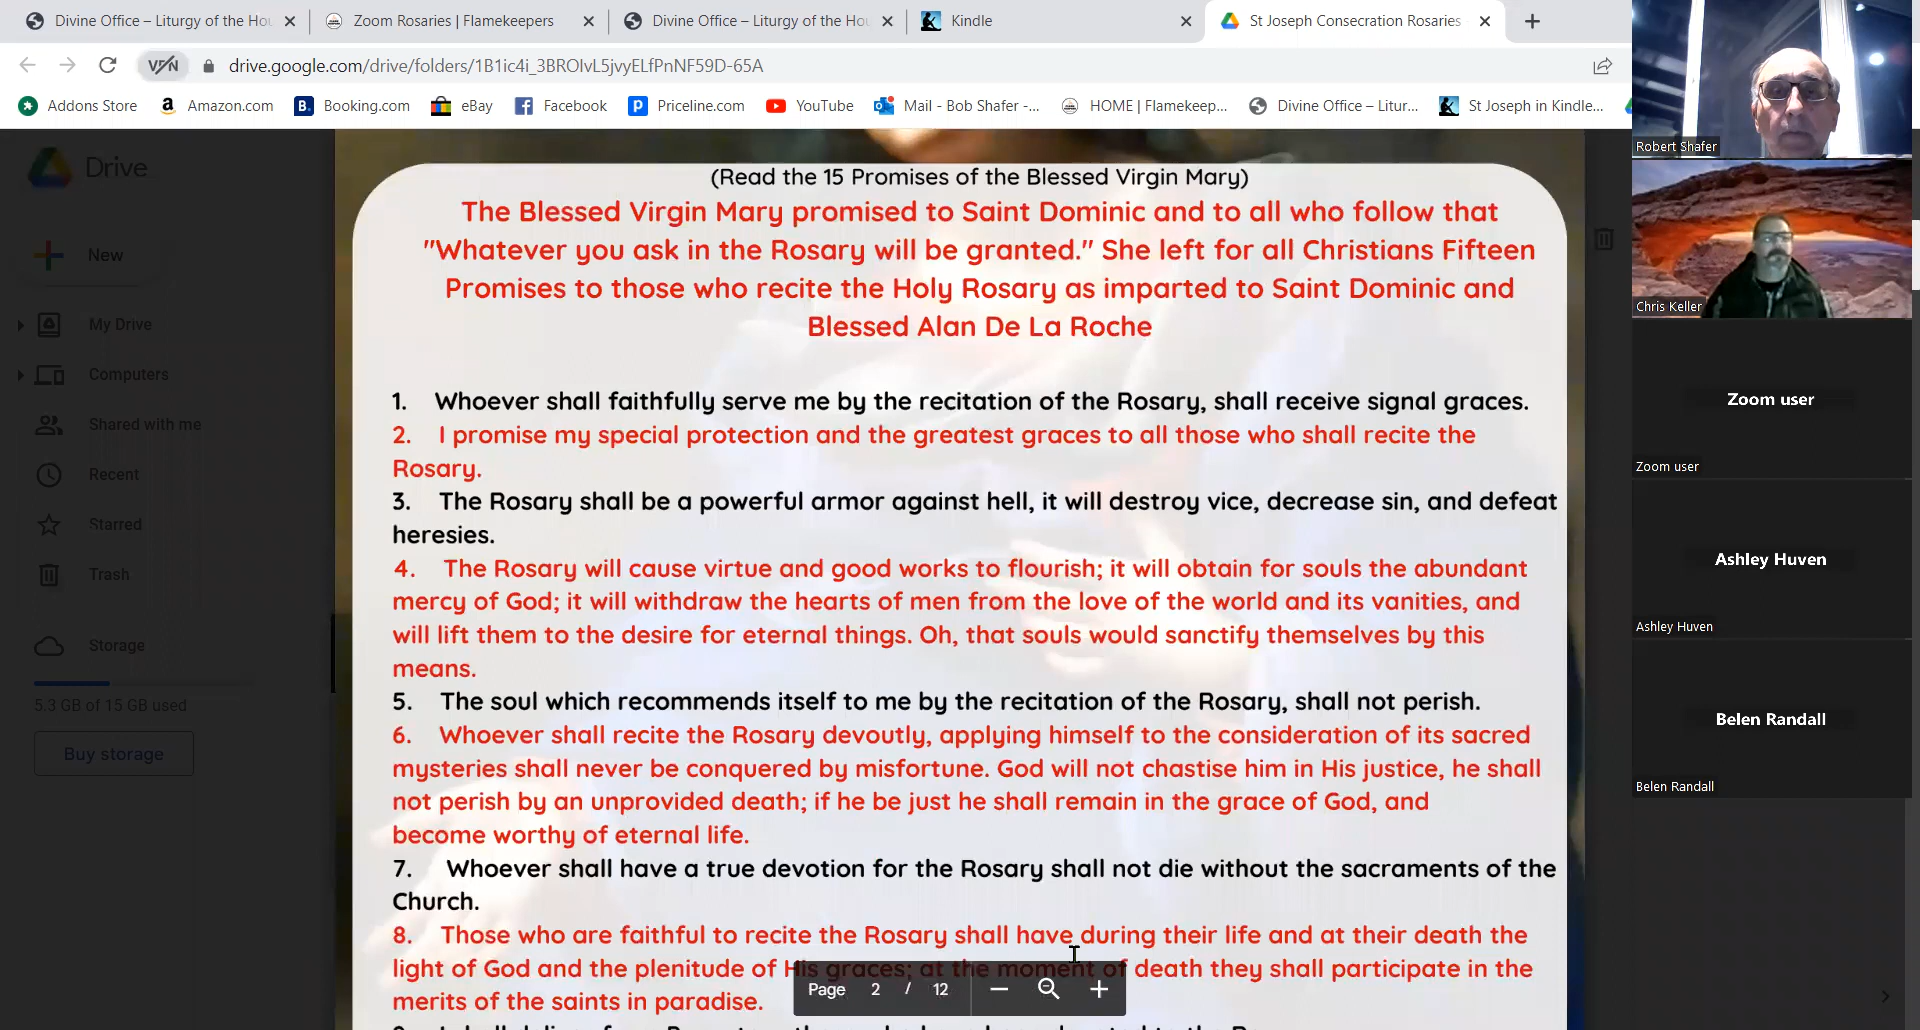 Divine Office – Liturgy of the Hou
Zoom Rosaries | Flamekeepers
Divine Office – Liturgy of the Hou
Kindle
St Joseph Consecration Rosaries
VPN
drive.google.com/drive/folders/1B1ic4i_3BROIvL5jvyELfPnNF59D-65A
Addons Store
Amazon.com
Booking.com
eBay
Facebook
Priceline.com
YouTube
Mail - Bob Shafer -...
HOME | Flamekeep...
Divine Office – Litur...
St Joseph in Kindle...
Drive
New
My Drive
Computers
Shared with me
Recent
Starred
Trash
Storage
5.3 GB of 15 GB used
Buy storage
(Read the 15 Promises of the Blessed Virgin Mary)
The Blessed Virgin Mary promised to Saint Dominic and to all who follow that
"Whatever you ask in the Rosary will be granted." She left for all Christians Fifteen
Promises to those who recite the Holy Rosary as imparted to Saint Dominic and
Blessed Alan De La Roche
1. Whoever shall faithfully serve me by the recitation of the Rosary, shall receive signal graces.
2. I promise my special protection and the greatest graces to all those who shall recite the
Rosary.
3. The Rosary shall be a powerful armor against hell, it will destroy vice, decrease sin, and defeat
heresies.
4. The Rosary will cause virtue and good works to flourish; it will obtain for souls the abundant
mercy of God; it will withdraw the hearts of men from the love of the world and its vanities, and
will lift them to the desire for eternal things. Oh, that souls would sanctify themselves by this
means.
5. The soul which recommends itself to me by the recitation of the Rosary, shall not perish.
6. Whoever shall recite the Rosary devoutly, applying himself to the consideration of its sacred
mysteries shall never be conquered by misfortune. God will not chastise him in His justice, he shall
not perish by an unprovided death; if he be just he shall remain in the grace of God, and
become worthy of eternal life.
7. Whoever shall have a true devotion for the Rosary shall not die without the sacraments of the
Church.
8. Those who are faithful to recite the Rosary shall have during their life and at their death the
light of God and the plenitude of His graces; at the moment of death they shall participate in the
merits of the saints in paradise.
Page 2 / 12
Robert Shafer
Chris Keller
Zoom user
Zoom user
Ashley Huven
Ashley Huven
Belen Randall
Belen Randall